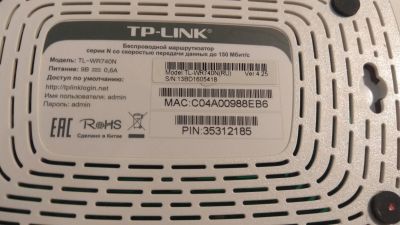 TP-LINK
Беспроводной маршрутизатор
серии N со скоростью передачи данных до 150 Мбит/с
Модель: TL-WR740N
Питание: 9В 0,6А
Доступ по умолчанию:
http://tplinklogin.net
Имя пользователя: admin
Пароль: admin
Model:TL-WR740N(RU) Ver:4.25
S/N:13BD1605418
MAC:C04A00988EB6
PIN:35312185
EAC RoHS
Сделано в Китае